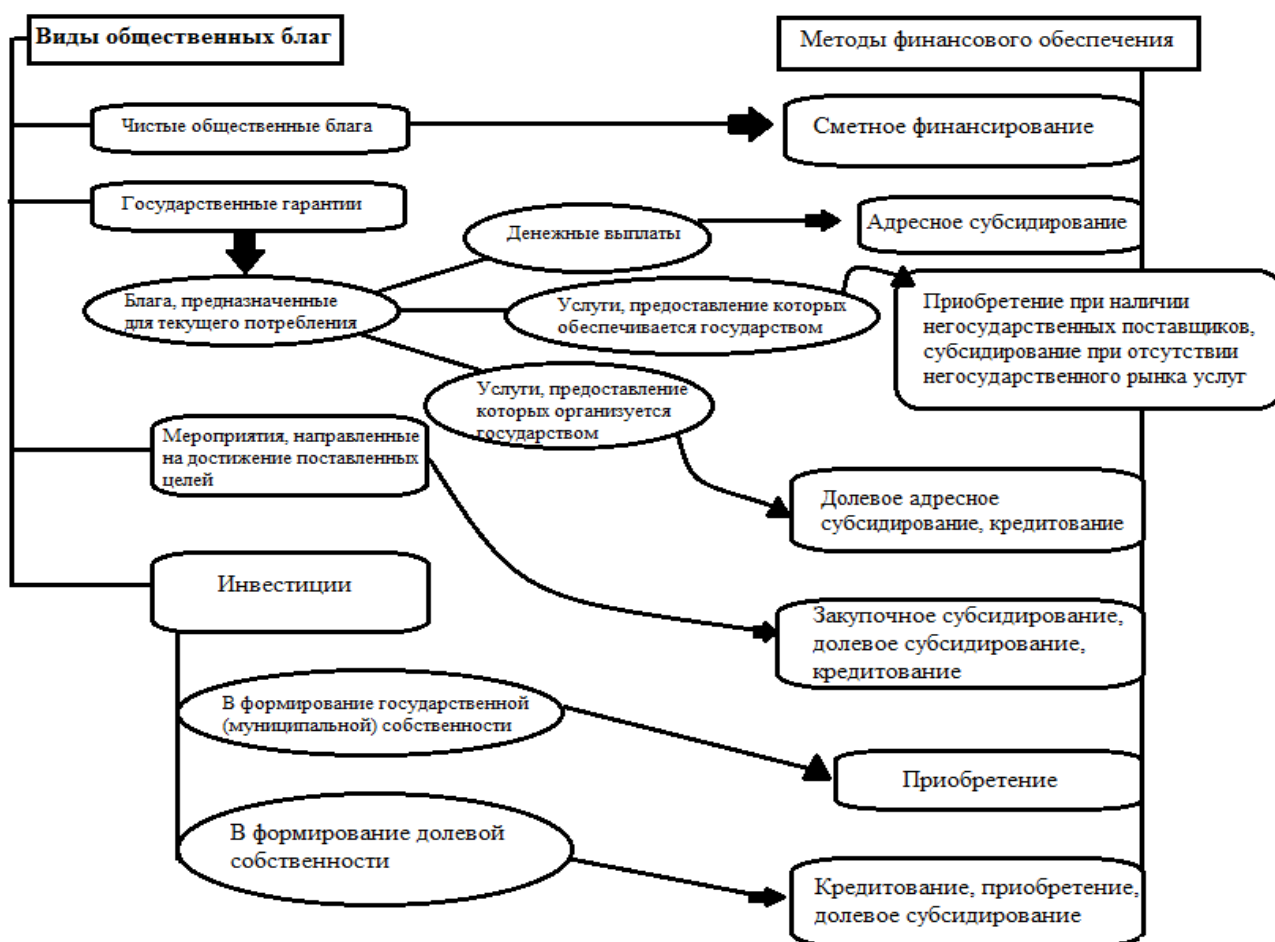 Виды общественных благ
Методы финансового обеспечения
Чистые общественные блага
Сметное финансирование
Государственные гарантии
Денежные выплаты
Адресное субсидирование
Блага, предназначенные
для текущего потребления
Услуги, предоставление которых
обеспечивается государством
Приобретение при наличии
негосударственных поставщиков,
субсидирование при отсутствии
негосударственного рынка услуг
Услуги, предоставление
которых организуется
государством
Мероприятия, направленные
на достижение поставленных
целей
Долевое адресное
субсидирование, кредитование
Инвестиции
Закупочное субсидирование,
долевое субсидирование,
кредитование
В формирование государственной
(муниципальной) собственности
Приобретение
В формирование долевой
собственности
Кредитование, приобретение,
долевое субсидирование